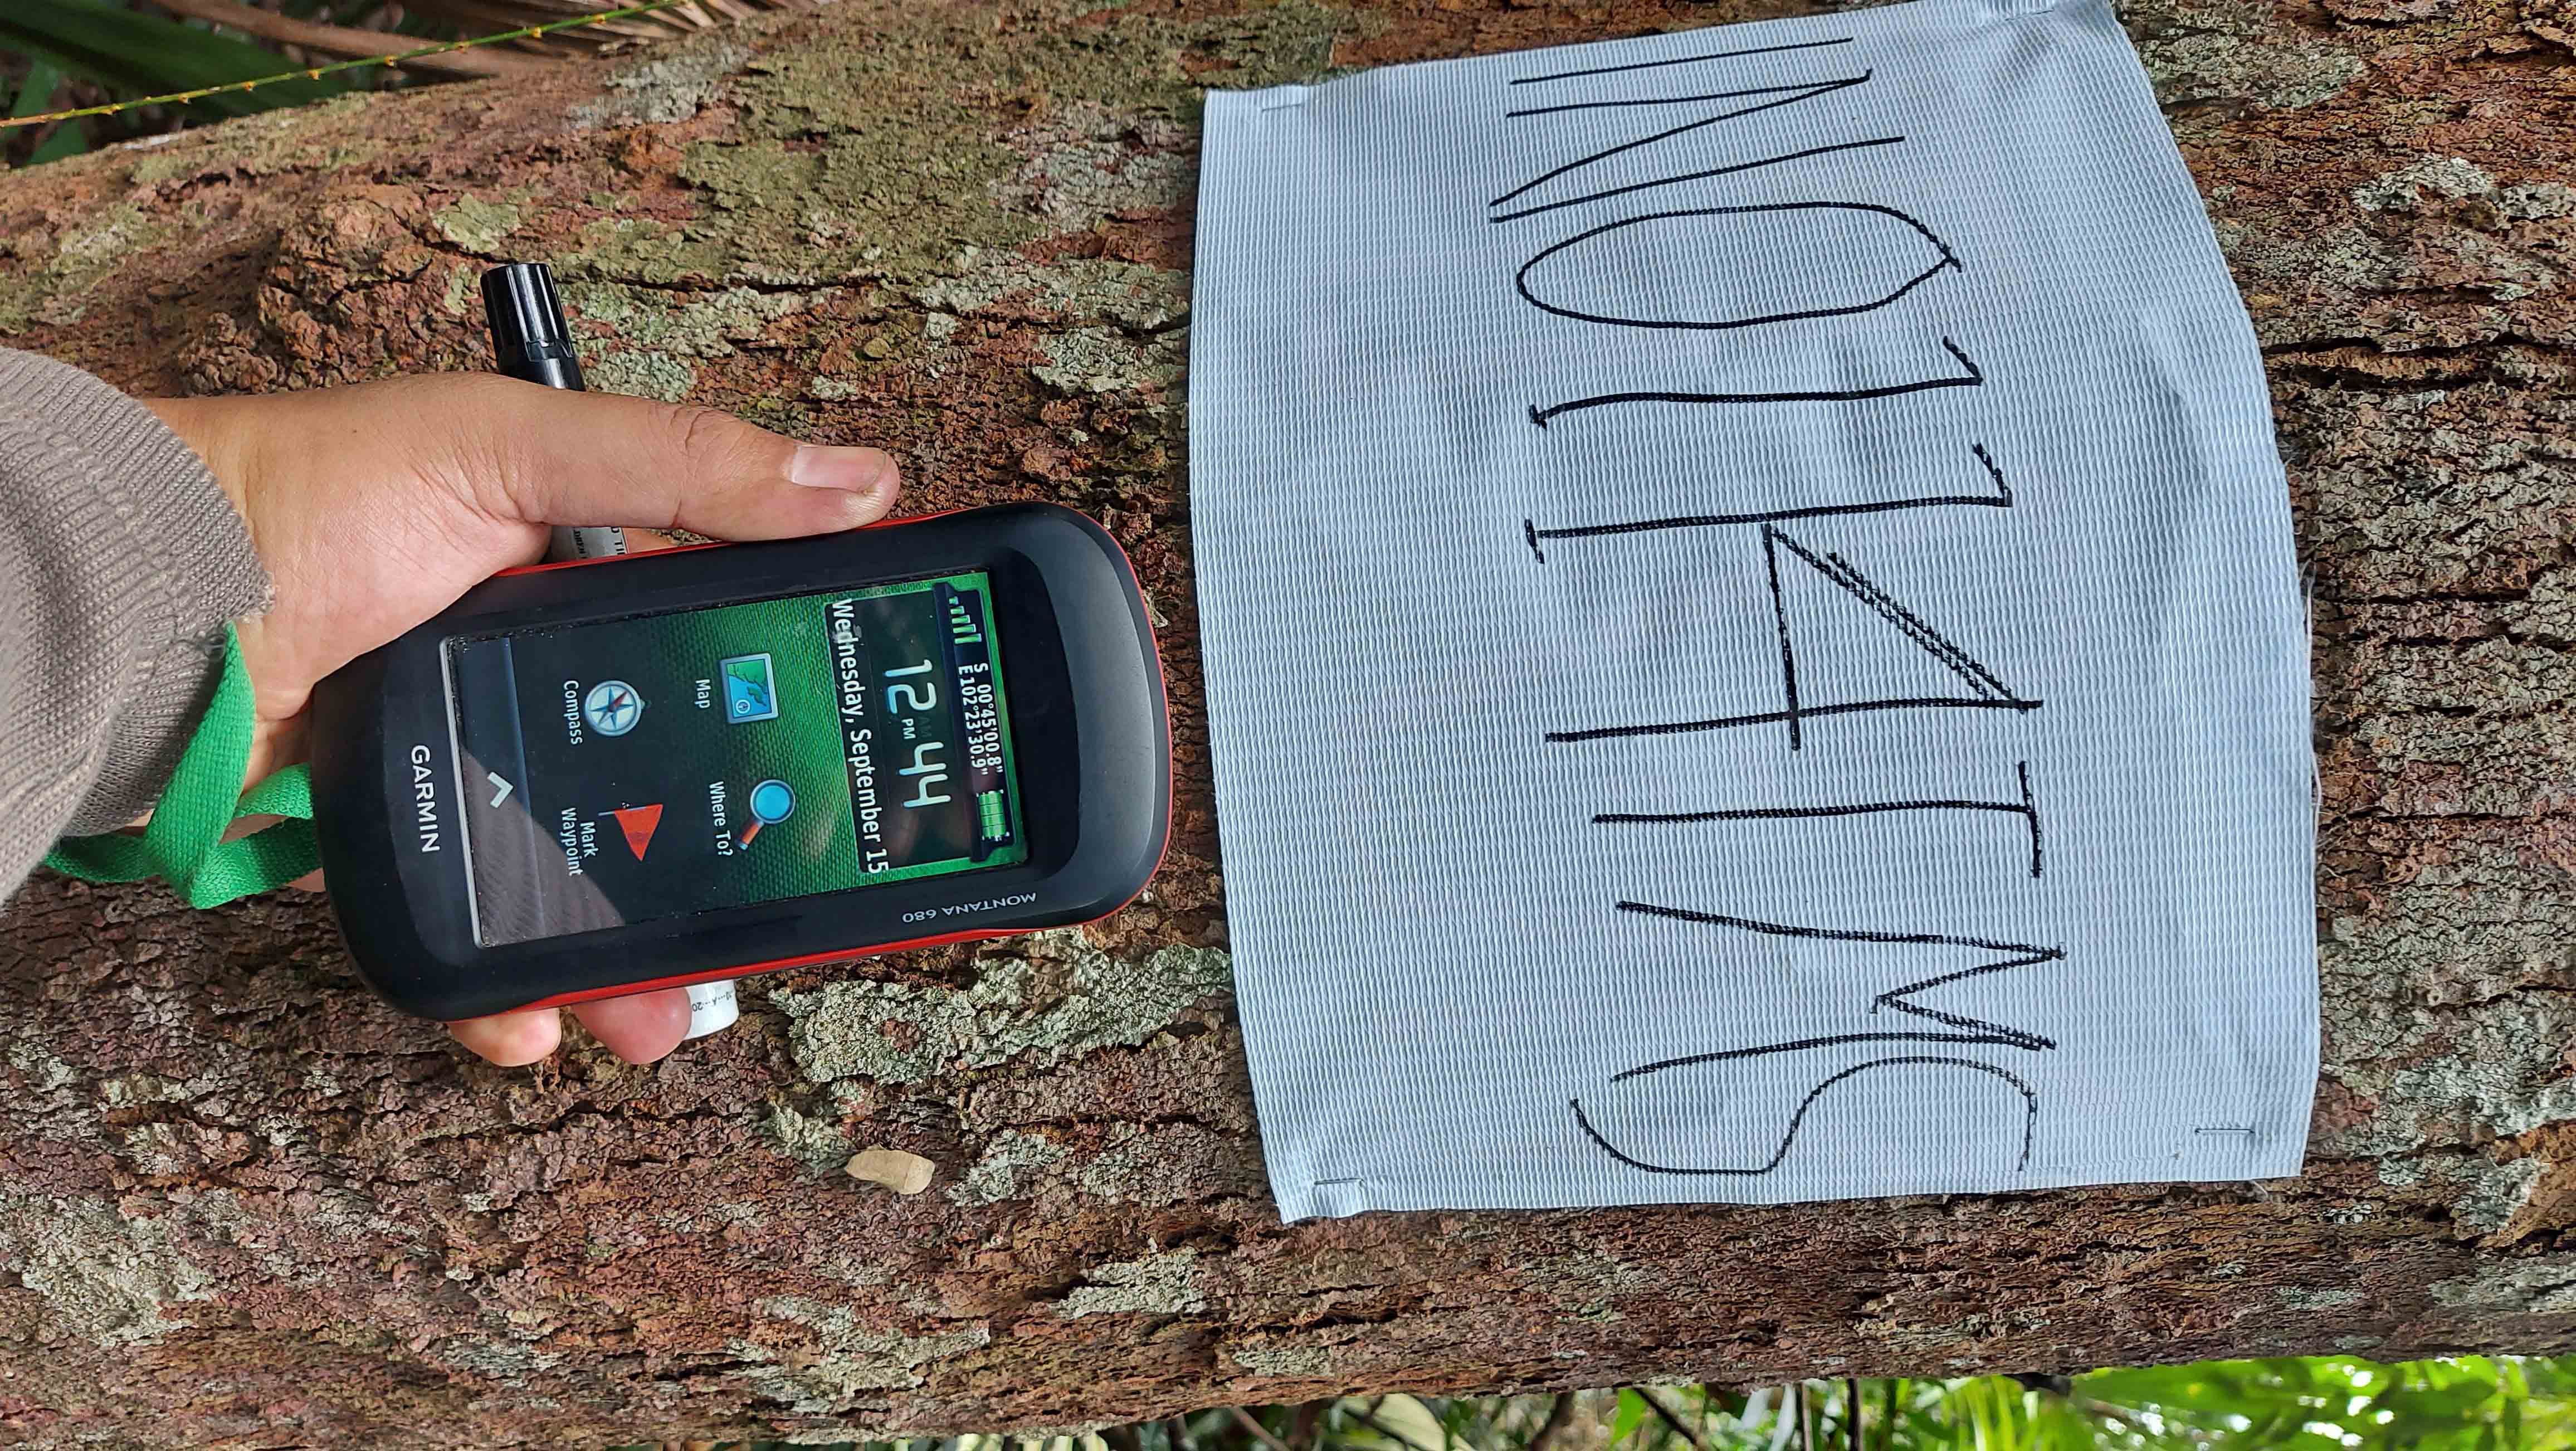 IN0114TMS
MONTANA 680
S 00°45'00.8"
E102°23'30.9"
12 AM PM 44
Wednesday, September 15
Map
Where To?
Compass
Mark
Waypoint
GARMIN